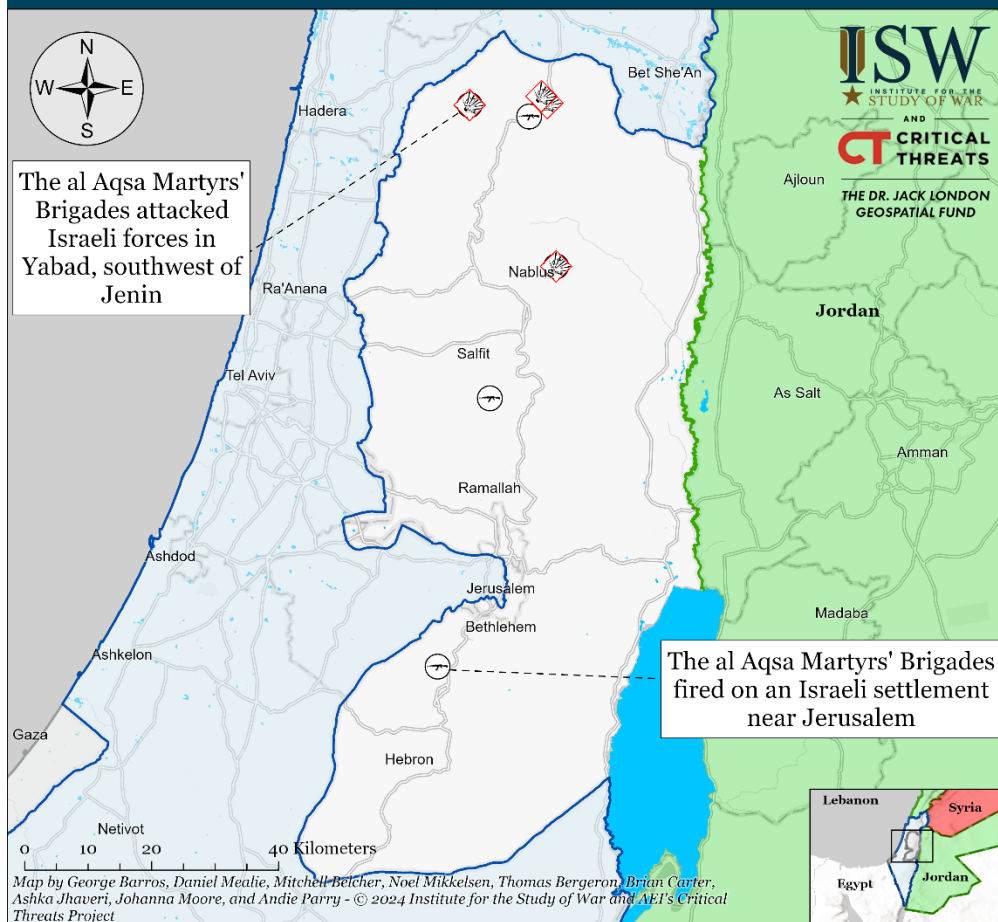 N
W
E
S
Hadera
Bet She'An
ISW
INSTITUTE FOR THE
STUDY OF WAR
AND
CT CRITICAL
THREATS
THE DR. JACK LONDON
GEOSPATIAL FUND
Ajloun
The al Aqsa Martyrs'
Brigades attacked
Israeli forces in
Yabad, southwest of
Jenin
Nablus
Ra'Anana
Jordan
Salfit
Tel Aviv
As Salt
Amman
Ramallah
Ashdod
Jerusalem
Bethlehem
Madaba
Ashkelon
The al Aqsa Martyrs' Brigades
fired on an Israeli settlement
near Jerusalem
Gaza
Hebron
Netivot
Lebanon
Syria
Egypt
Jordan
0 10 20 40 Kilometers
Map by George Barros, Daniel Mealie, Mitchell Belcher, Noel Mikkelsen, Thomas Bergeron, Brian Carter,
Ashka Jhaveri, Johanna Moore, and Andie Parry - © 2024 Institute for the Study of War and AEI's Critical
Threats Project